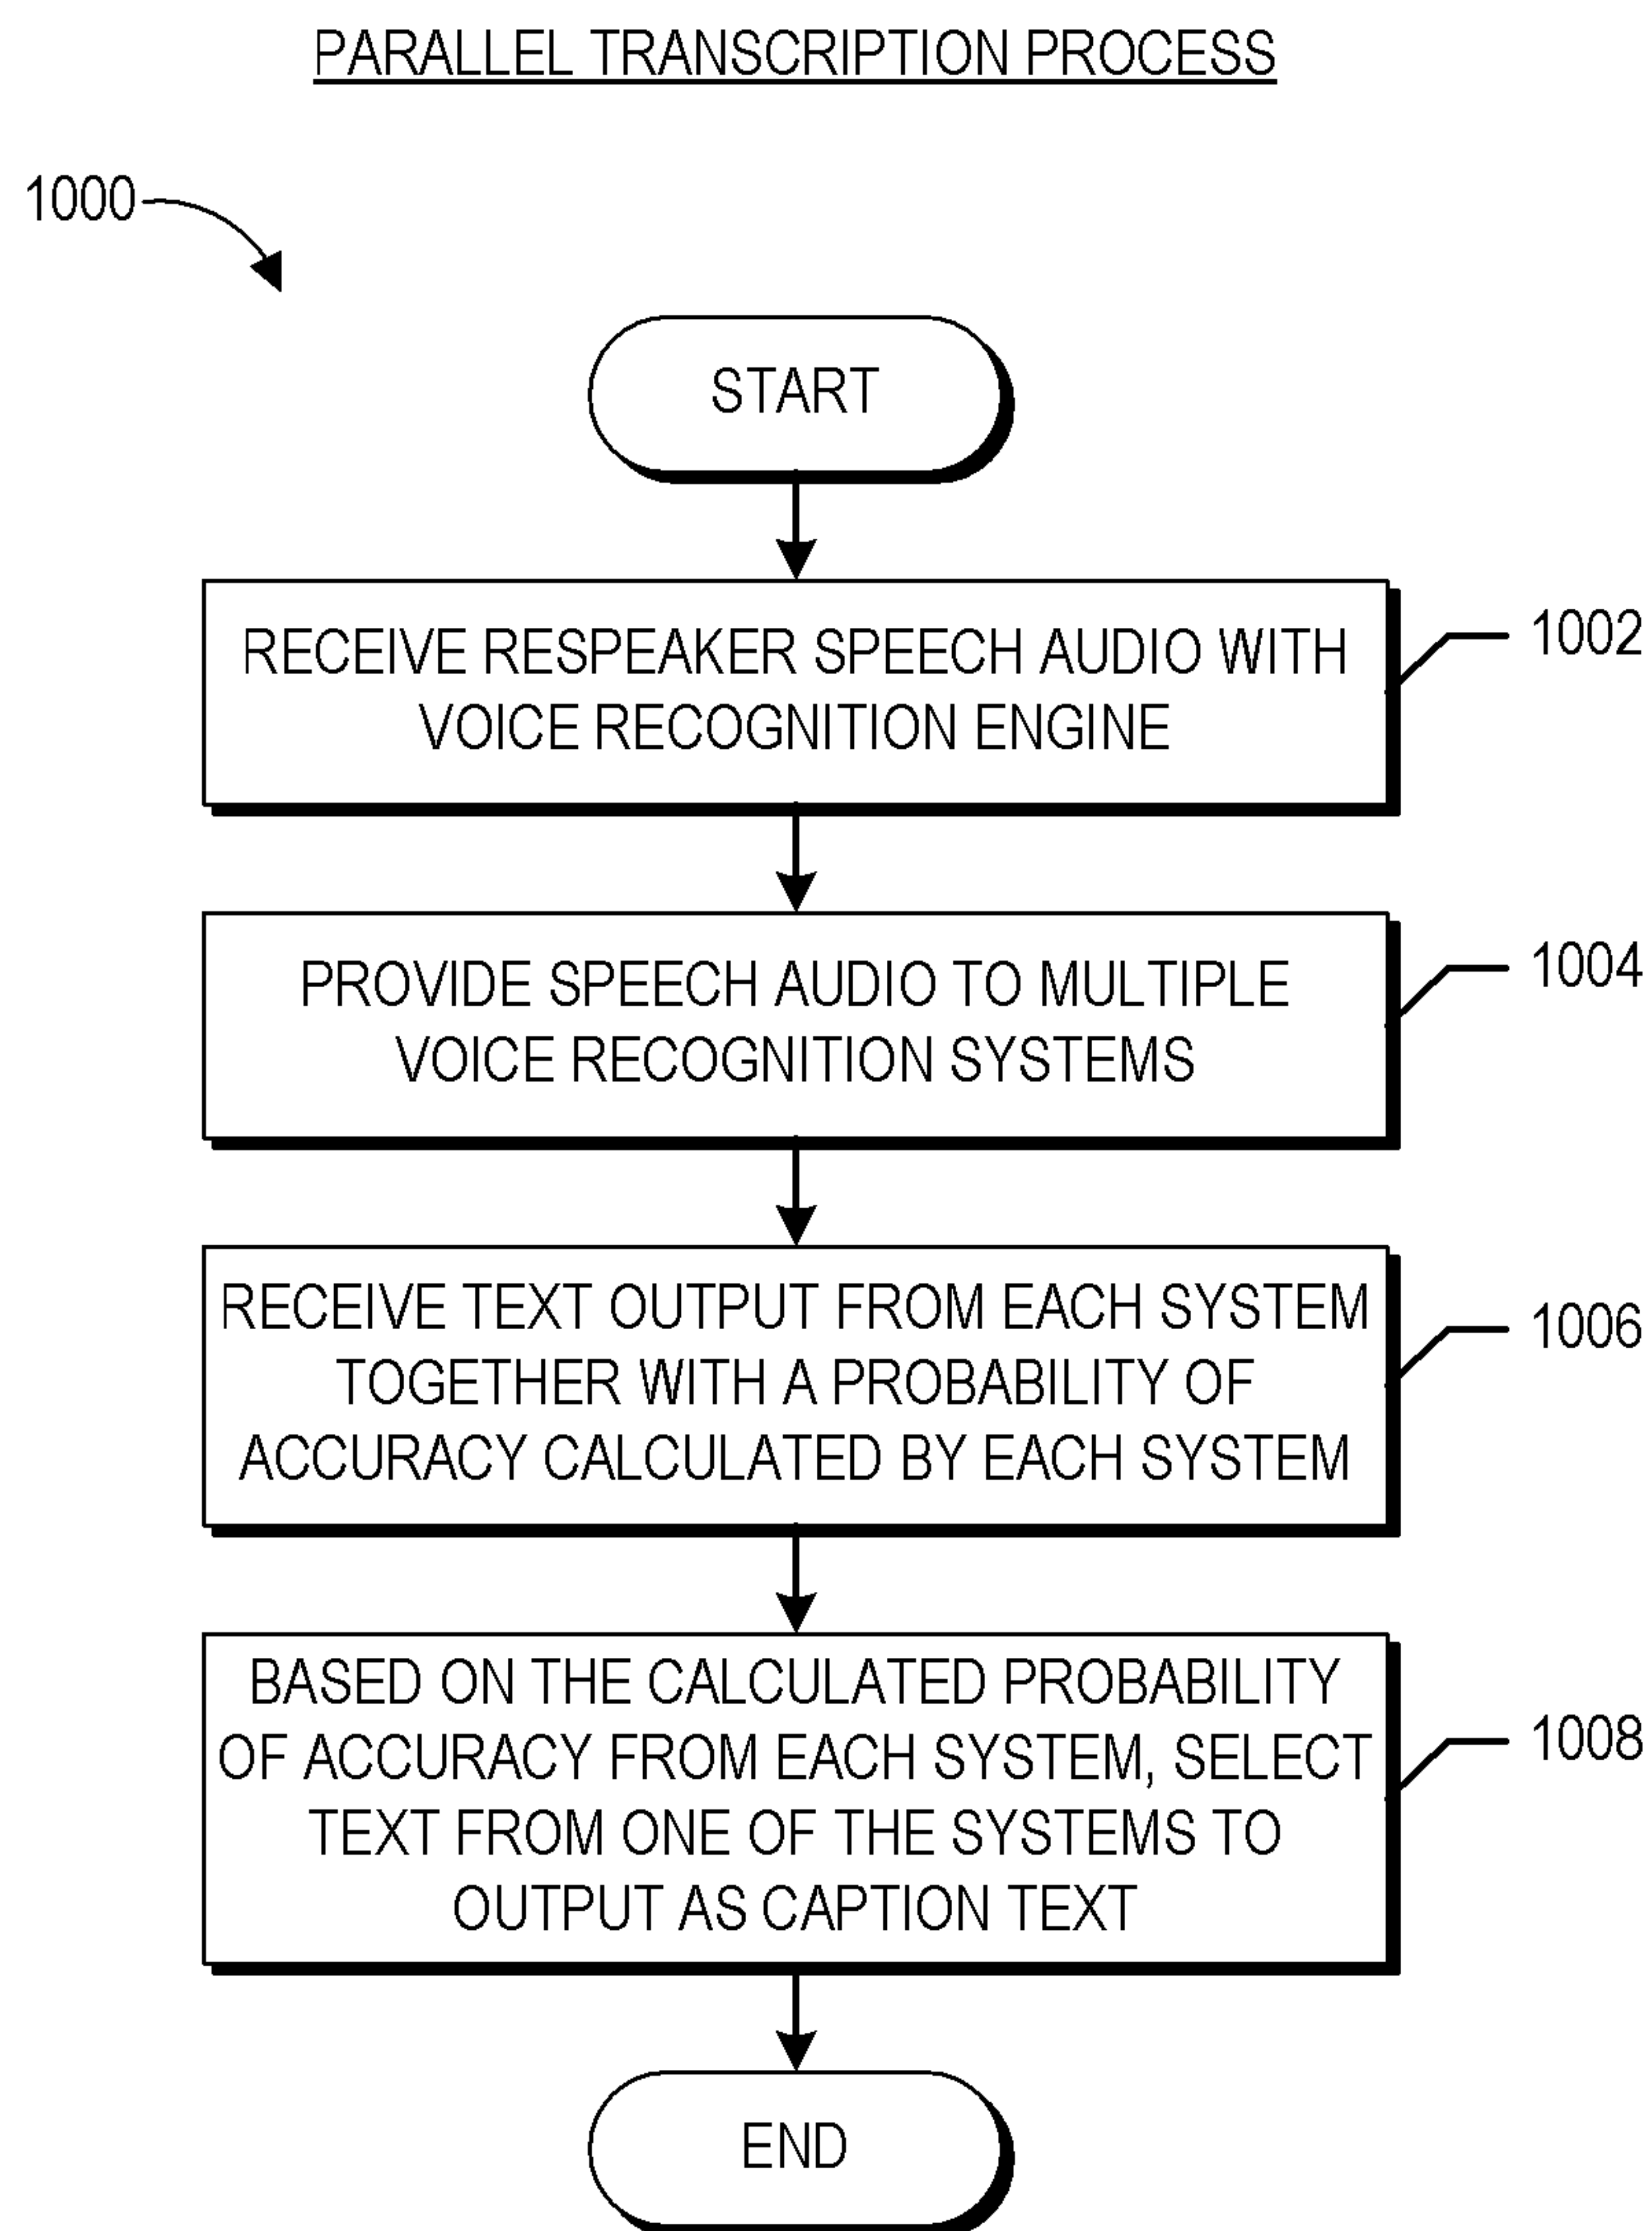 PARALLEL TRANSCRIPTION PROCESS
1000
START
RECEIVE RESPEAKER SPEECH AUDIO WITH
VOICE RECOGNITION ENGINE
1002
PROVIDE SPEECH AUDIO TO MULTIPLE
VOICE RECOGNITION SYSTEMS
1004
RECEIVE TEXT OUTPUT FROM EACH SYSTEM
TOGETHER WITH A PROBABILITY OF
ACCURACY CALCULATED BY EACH SYSTEM
1006
BASED ON THE CALCULATED PROBABILITY
OF ACCURACY FROM EACH SYSTEM, SELECT
TEXT FROM ONE OF THE SYSTEMS TO
OUTPUT AS CAPTION TEXT
1008
END